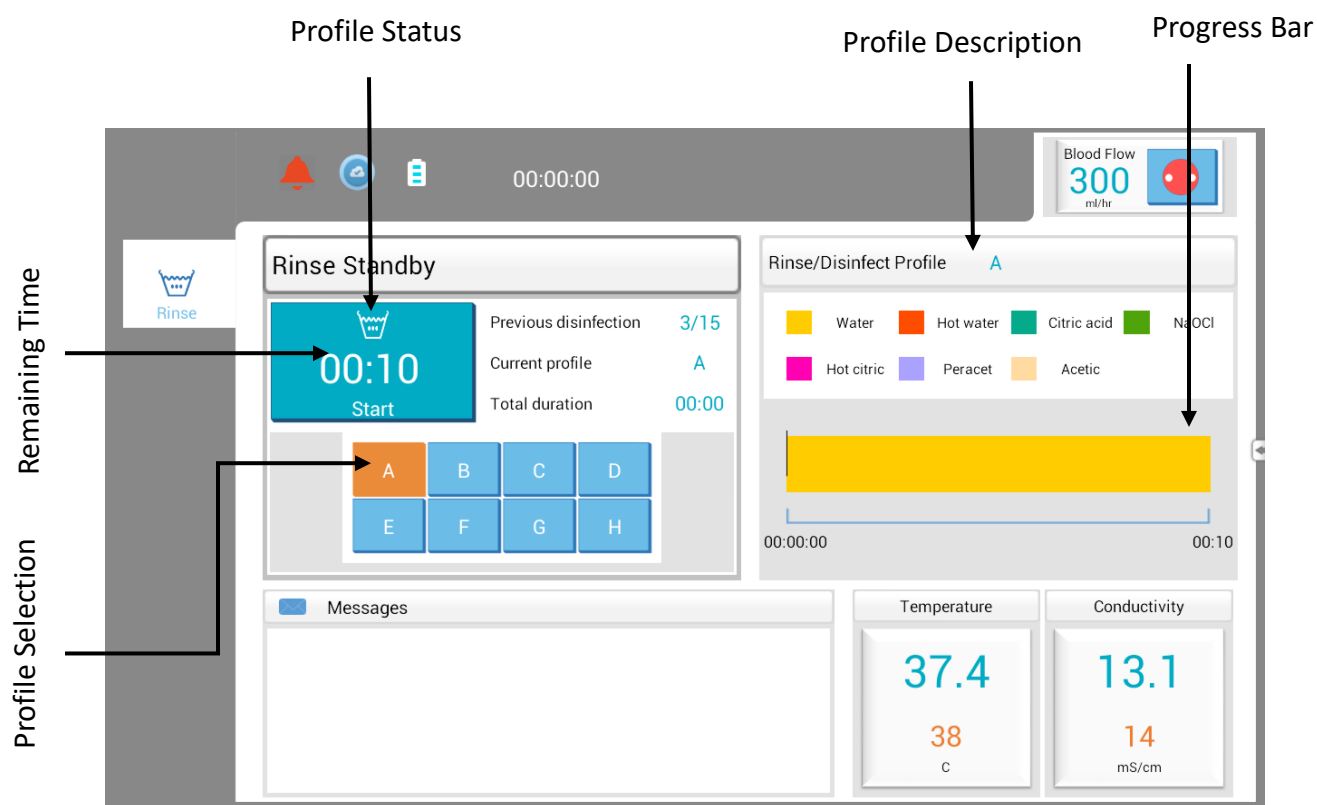 Profile Status
Profile Description
Progress Bar
Remaining Time
Profile Selection
00:00:00
Blood Flow
300
ml/hr
Rinse
Rinse Standby
00:10
Start
Previous disinfection 3/15
Current profile A
Total duration 00:00
A B C D
E F G H
Rinse/Disinfect Profile A
Water Hot water Citric acid NaOCl
Hot citric Peracet Acetic
00:00:00 00:10
Messages
Temperature
37.4
38
C
Conductivity
13.1
14
mS/cm